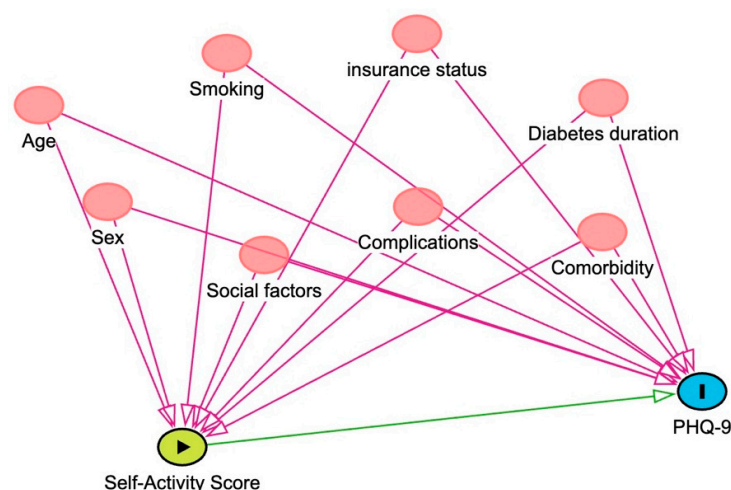 Smoking
insurance status
Age
Diabetes duration
Sex
Complications
Social factors
Comorbidity
PHQ-9
Self-Activity Score